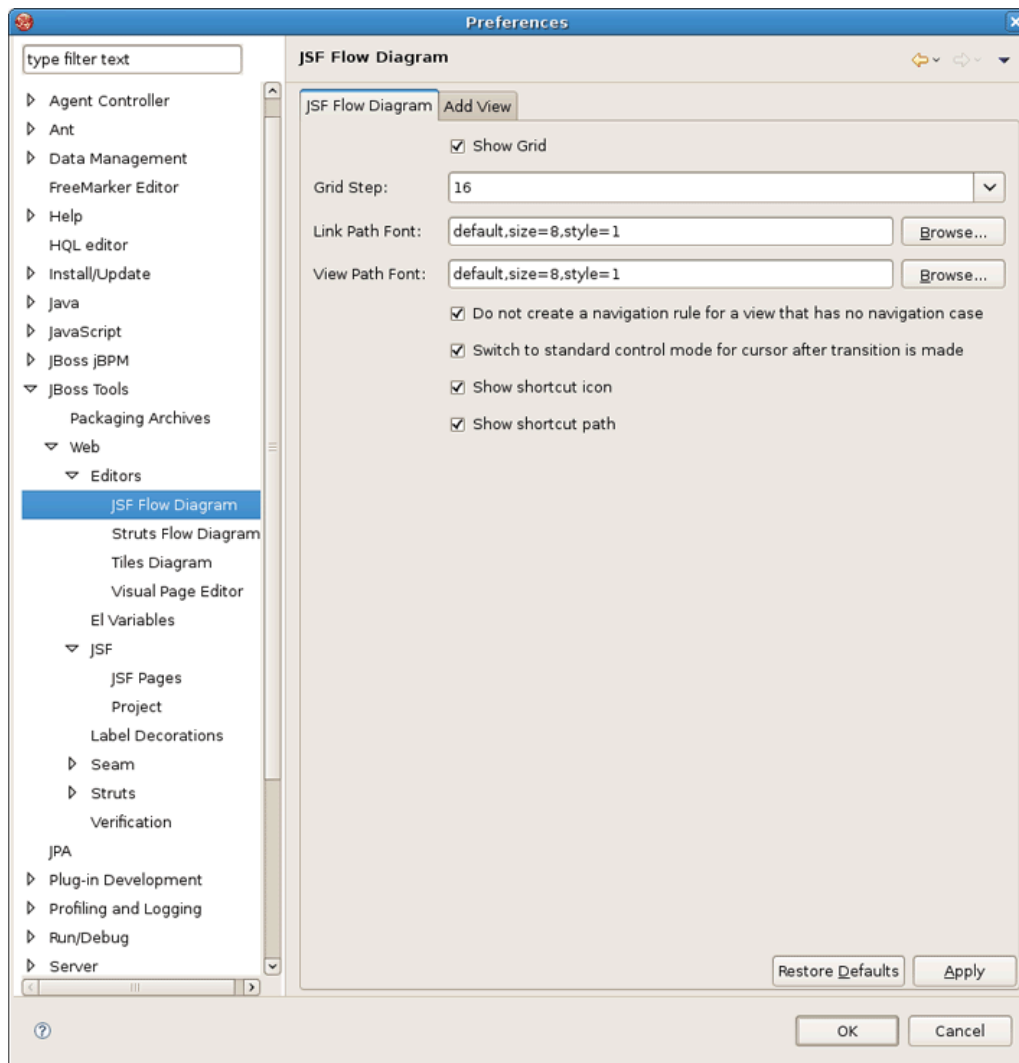 Preferences
type filter text
Agent Controller
Ant
Data Management
FreeMarker Editor
Help
HQL editor
Install/Update
Java
JavaScript
JBoss jBPM
JBoss Tools
Packaging Archives
Web
Editors
JSF Flow Diagram
Struts Flow Diagram
Tiles Diagram
Visual Page Editor
El Variables
JSF
JSF Pages
Project
Label Decorations
Seam
Struts
Verification
JPA
Plug-in Development
Profiling and Logging
Run/Debug
Server
JSF Flow Diagram
JSF Flow Diagram Add View
Show Grid
Grid Step: 16
Link Path Font: default,size=8,style=1 Browse...
View Path Font: default,size=8,style=1 Browse...
Do not create a navigation rule for a view that has no navigation case
Switch to standard control mode for cursor after transition is made
Show shortcut icon
Show shortcut path
Restore Defaults Apply
? OK Cancel